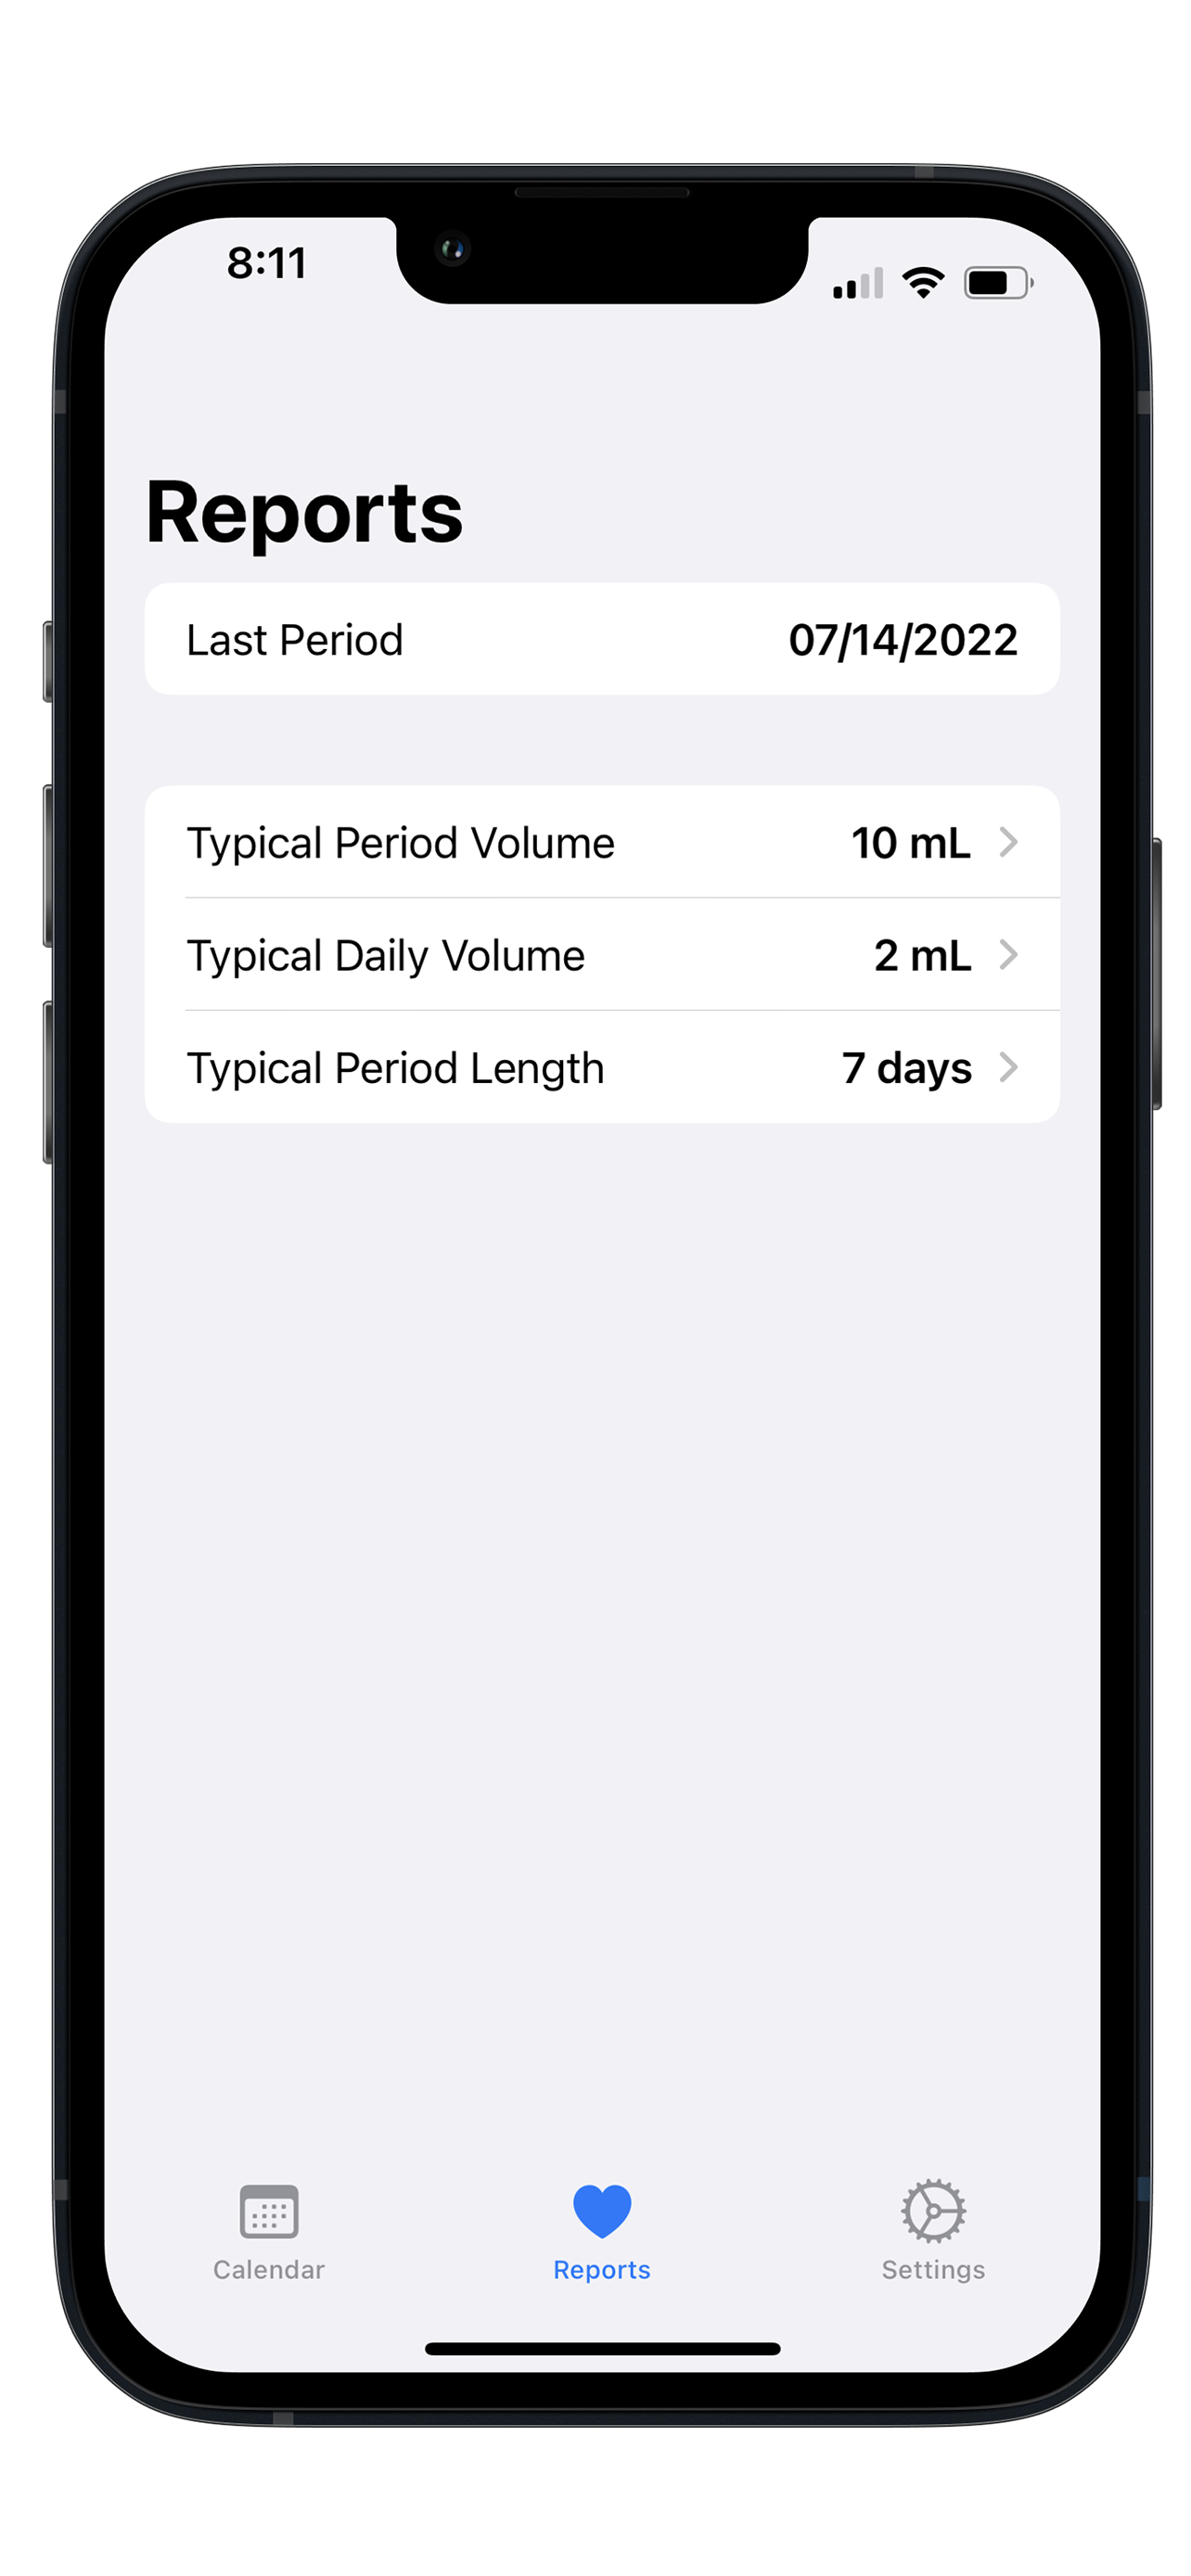 8:11
Reports
Last Period 07/14/2022
Typical Period Volume 10 mL
Typical Daily Volume 2 mL
Typical Period Length 7 days
Calendar Reports Settings